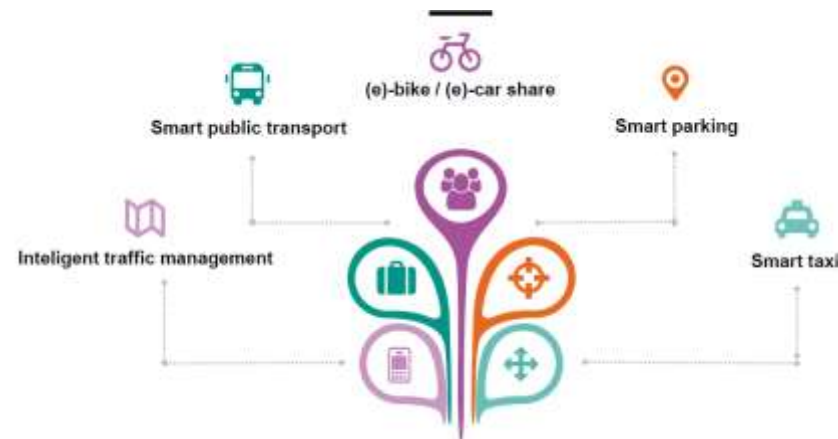 (e)-bike / (e)-car share
Smart public transport
Smart parking
Inteligent traffic management
Smart taxi